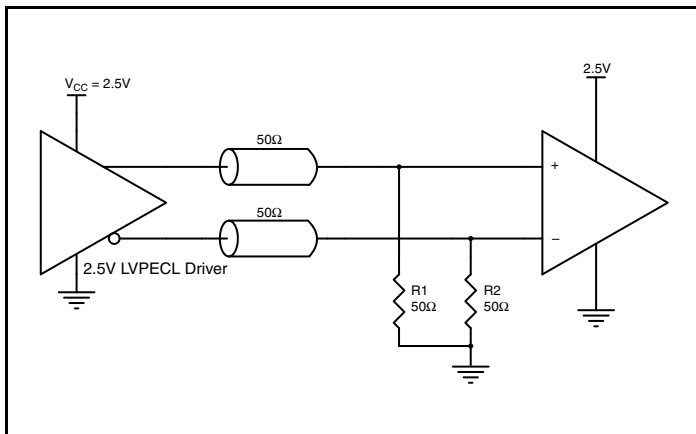 V_CC = 2.5V
2.5V
50Ω
+
50Ω
–
2.5V LVPECL Driver
R1
50Ω
R2
50Ω